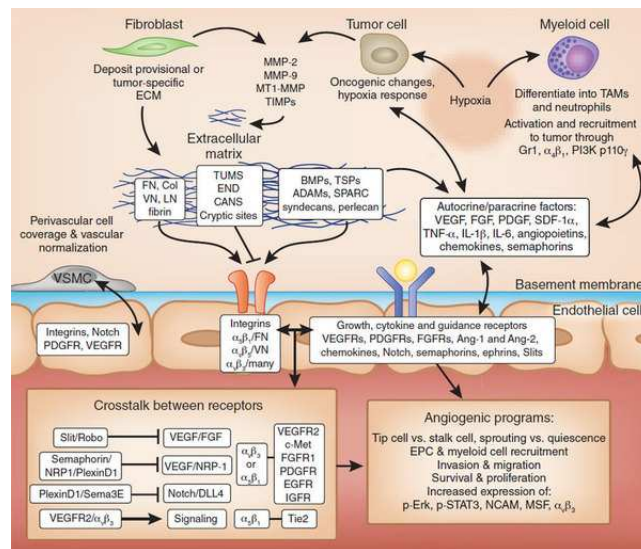 Fibroblast
Deposit provisional or
tumor-specific
ECM
MMP-2
MMP-9
MT1-MMP
TIMPs
Tumor cell
Oncogenic changes,
hypoxia response
Hypoxia
Myeloid cell
Differentiate into TAMs
and neutrophils
Activation and recruitment
to tumor through
Gr1, α₄β₁, PI3K p110γ
Extracellular
matrix
FN, Col
VN, LN
fibrin
TUMS
END
CANS
Cryptic sites
BMPs, TSPs
ADAMs, SPARC
syndecans, perlecan
Autocrine/paracrine factors:
VEGF, FGF, PDGF, SDF-1α,
TNF-α, IL-1β, IL-6, angiopoietins,
chemokines, semaphorins
Perivascular cell
coverage & vascular
normalization
VSMC
Basement membrane
Endothelial cell
Integrins, Notch
PDGFR, VEGFR
Integrins
α₅β₁/FN
αᵥβ₅/VN
αᵥβ₃/many
Growth, cytokine and guidance receptors
VEGFRs, PDGFRs, FGFRs, Ang-1 and Ang-2,
chemokines, Notch, semaphorins, ephrins, Slits
Crosstalk between receptors
Slit/Robo
VEGF/FGF
Semaphorin/
NRP1/PlexinD1
VEGF/NRP-1
PlexinD1/Sema3E
Notch/DLL4
VEGFR2/αᵥβ₃
Signaling
αᵥβ₃
or
α₅β₁
VEGFR2
c-Met
FGFR1
PDGFR
EGFR
IGFR
α₅β₁
Tie2
Angiogenic programs:
Tip cell vs. stalk cell, sprouting vs. quiescence
EPC & myeloid cell recruitment
Invasion & migration
Survival & proliferation
Increased expression of:
p-Erk, p-STAT3, NCAM, MSF, αᵥβ₃